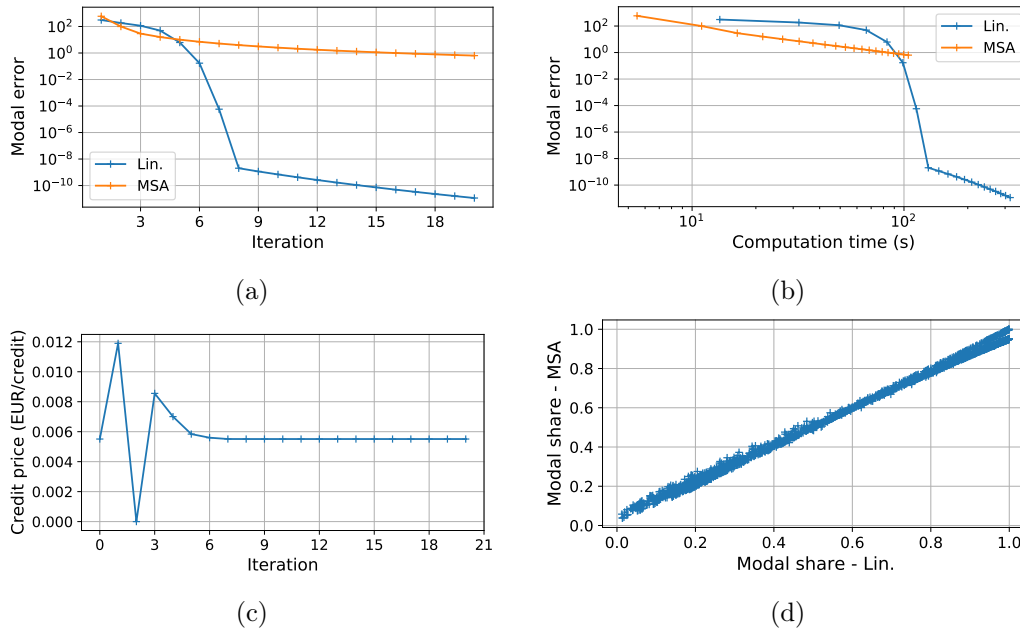 10^2
10^0
10^-2
10^-4
10^-6
10^-8
10^-10
Modal error
Lin.
MSA
3 6 9 12 15 18
Iteration
(a)
10^2
10^0
10^-2
10^-4
10^-6
10^-8
10^-10
Modal error
Lin.
MSA
10^1 10^2
Computation time (s)
(b)
0.012
0.010
0.008
0.006
0.004
0.002
0.000
Credit price (EUR/credit)
0 3 6 9 12 15 18 21
Iteration
(c)
1.0
0.8
0.6
0.4
0.2
0.0
Modal share - MSA
0.0 0.2 0.4 0.6 0.8 1.0
Modal share - Lin.
(d)